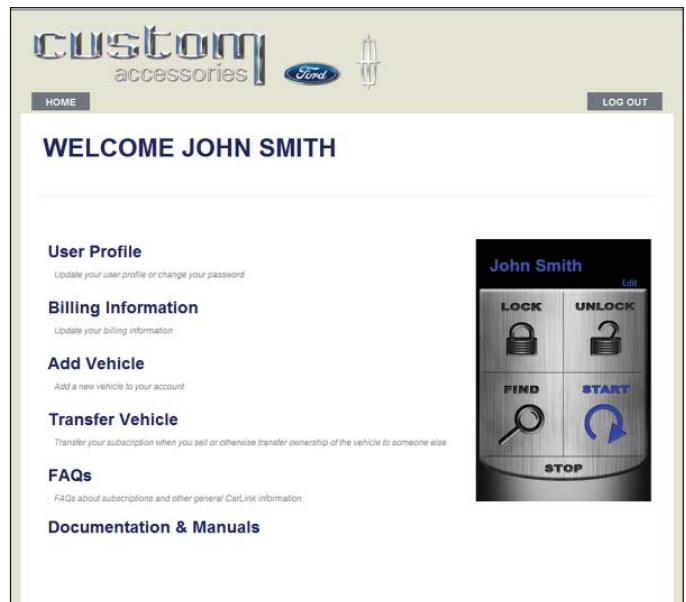 custom
accessories
Ford
HOME
LOG OUT
WELCOME JOHN SMITH
User Profile
Update your user profile or change your password
Billing Information
Update your billing information
Add Vehicle
Add a new vehicle to your account
Transfer Vehicle
Transfer your subscription when you sell or otherwise transfer ownership of the vehicle to someone else
FAQs
FAQs about subscriptions and other general CarLink information
Documentation & Manuals
John Smith
Edit
LOCK
UNLOCK
FIND
START
STOP